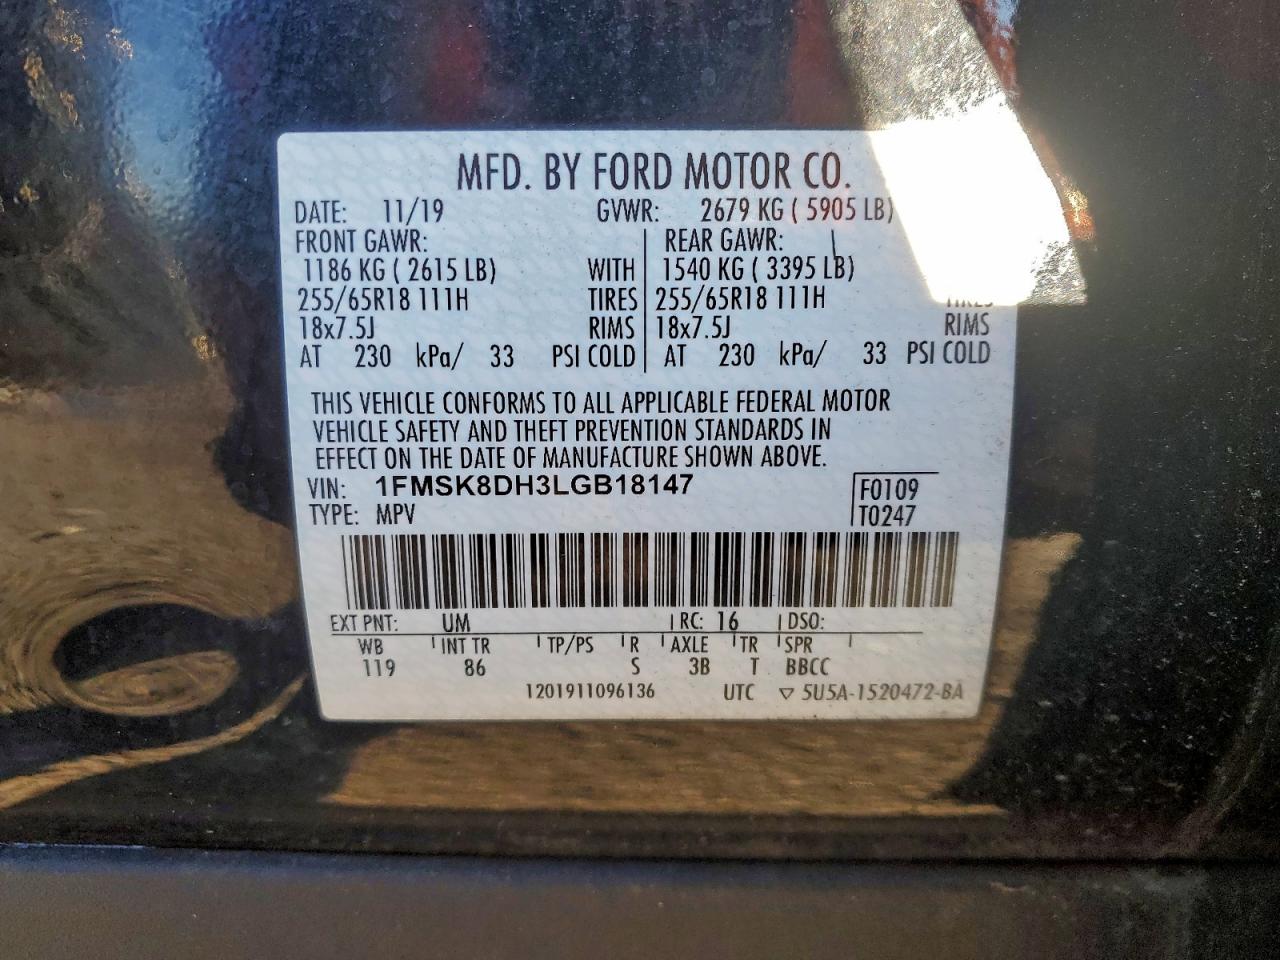 MFD. BY FORD MOTOR CO.
DATE: 11/19 GVWR: 2679 KG ( 5905 LB)
FRONT GAWR: REAR GAWR:
1186 KG ( 2615 LB) WITH 1540 KG ( 3395 LB)
255/65R18 111H TIRES 255/65R18 111H TIRES
18x7.5J RIMS 18x7.5J RIMS
AT 230 kPa/ 33 PSI COLD AT 230 kPa/ 33 PSI COLD
THIS VEHICLE CONFORMS TO ALL APPLICABLE FEDERAL MOTOR
VEHICLE SAFETY AND THEFT PREVENTION STANDARDS IN
EFFECT ON THE DATE OF MANUFACTURE SHOWN ABOVE.
VIN: 1FMSK8DH3LGB18147 F0109
TYPE: MPV T0247
EXT PNT: UM RC: 16 DSO:
WB INT TR TP/PS R AXLE TR SPR
119 86 S 3B T BBCC
1201911096136 UTC ▽ 5U5A-1520472-BA